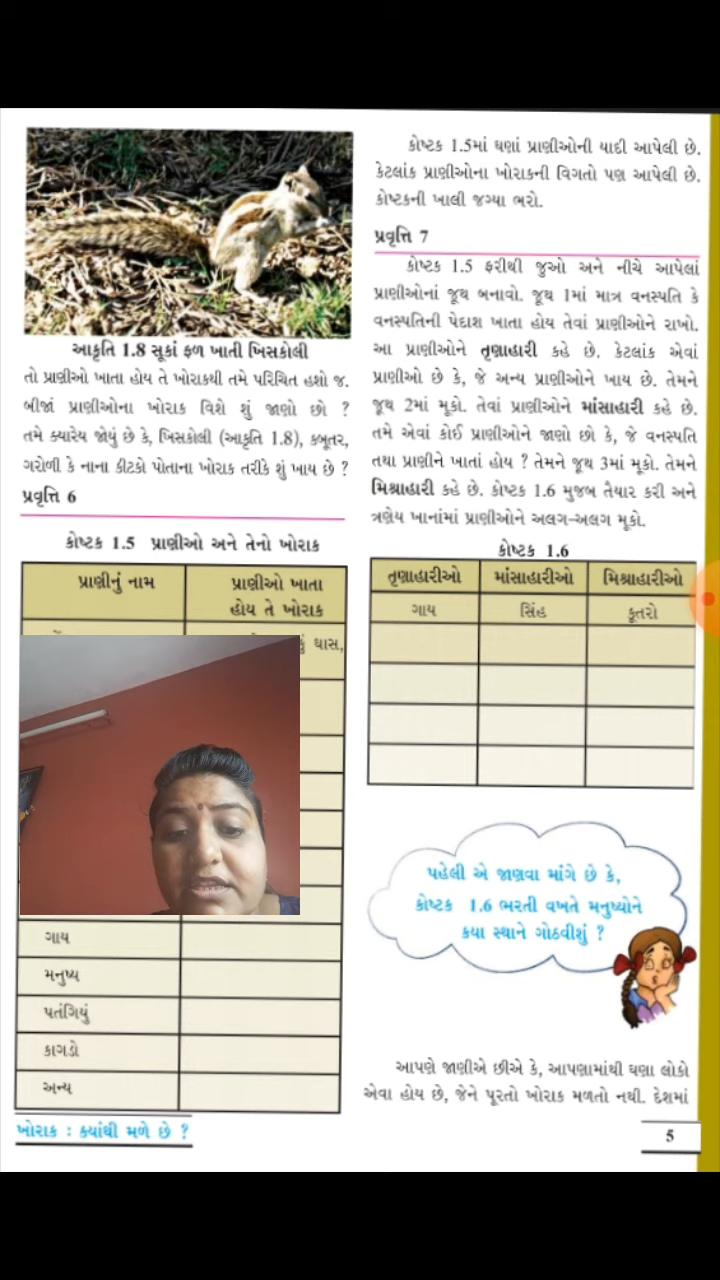 આકૃતિ 1.8 સૂકાં ફળ ખાતી ખિસકોલી
તો પ્રાણીઓ ખાતા હોય તે ખોરાકથી તમે પરિચિત હશો જ.
બીજાં પ્રાણીઓના ખોરાક વિશે શું જાણો છો ?
તમે ક્યારેય જોયું છે કે, ખિસકોલી (આકૃતિ 1.8), કબૂતર,
ગરોળી કે નાના કીટકો પોતાના ખોરાક તરીકે શું ખાય છે ?
પ્રવૃત્તિ 6
કોષ્ટક 1.5 પ્રાણીઓ અને તેનો ખોરાક
પ્રાણીનું નામ
પ્રાણીઓ ખાતા
હોય તે ખોરાક
ઘાસ,
ગાય
મનુષ્ય
પતંગિયું
કાગડો
અન્ય
ખોરાક : ક્યાંથી મળે છે ?
કોષ્ટક 1.5માં ઘણાં પ્રાણીઓની યાદી આપેલી છે.
કેટલાંક પ્રાણીઓના ખોરાકની વિગતો પણ આપેલી છે.
કોષ્ટકની ખાલી જગ્યા ભરો.
પ્રવૃત્તિ 7
કોષ્ટક 1.5 ફરીથી જુઓ અને નીચે આપેલાં
પ્રાણીઓનાં જૂથ બનાવો. જૂથ 1માં માત્ર વનસ્પતિ કે
વનસ્પતિની પેદાશ ખાતા હોય તેવાં પ્રાણીઓને રાખો.
આ પ્રાણીઓને તૃણાહારી કહે છે. કેટલાંક એવાં
પ્રાણીઓ છે કે, જે અન્ય પ્રાણીઓને ખાય છે. તેમને
જૂથ 2માં મૂકો. તેવાં પ્રાણીઓને માંસાહારી કહે છે.
તમે એવાં કોઈ પ્રાણીઓને જાણો છો કે, જે વનસ્પતિ
તથા પ્રાણીને ખાતાં હોય ? તેમને જૂથ 3માં મૂકો. તેમને
મિશ્રાહારી કહે છે. કોષ્ટક 1.6 મુજબ તૈયાર કરી અને
ત્રણેય ખાનાંમાં પ્રાણીઓને અલગ-અલગ મૂકો.
કોષ્ટક 1.6
તૃણાહારીઓ માંસાહારીઓ મિશ્રાહારીઓ
ગાય સિંહ કૂતરો
પહેલી એ જાણવા માંગે છે કે,
કોષ્ટક 1.6 ભરતી વખતે મનુષ્યોને
કયા સ્થાને ગોઠવીશું ?
આપણે જાણીએ છીએ કે, આપણામાંથી ઘણા લોકો
એવા હોય છે, જેને પૂરતો ખોરાક મળતો નથી. દેશમાં
5